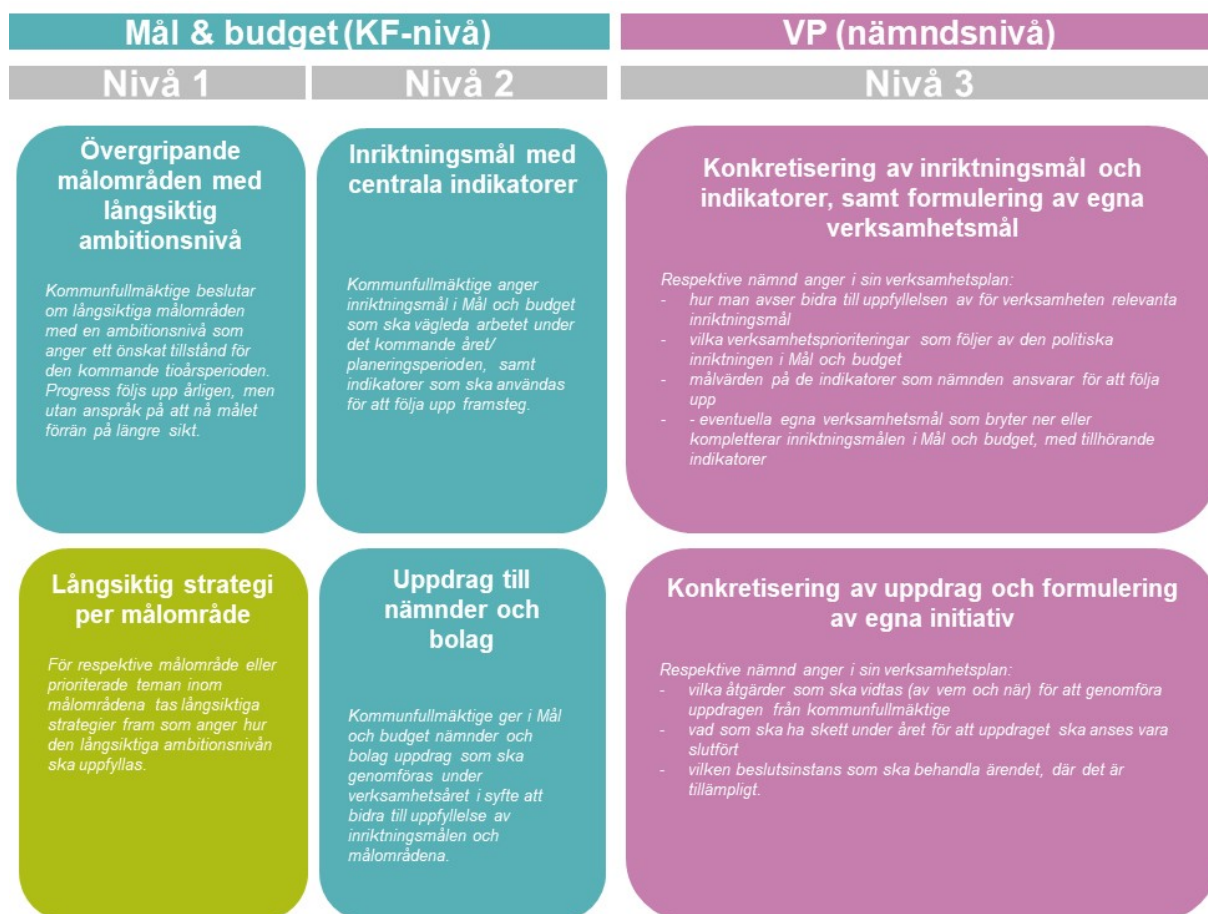 Mål & budget (KF-nivå)
VP (nämndsnivå)
Nivå 1
Nivå 2
Nivå 3
Övergripande
målområden med
långsiktig
ambitionsnivå
Kommunfullmäktige beslutar
om långsiktiga målområden
med en ambitionsnivå som
anger ett önskat tillstånd för
den kommande tioårsperioden.
Progress följs upp årligen, men
utan anspråk på att nå målet
förrän på längre sikt.
Inriktningsmål med
centrala indikatorer
Kommunfullmäktige anger
inriktningsmål i Mål och budget
som ska vägleda arbetet under
det kommande året/
planeringsperioden, samt
indikatorer som ska användas
för att följa upp framsteg.
Konkretisering av inriktningsmål och
indikatorer, samt formulering av egna
verksamhetsmål
Respektive nämnd anger i sin verksamhetsplan:
- hur man avser bidra till uppfyllelsen av för verksamheten relevanta
inriktningsmål
- vilka verksamhetsprioriteringar som följer av den politiska
inriktningen i Mål och budget
- målvärden på de indikatorer som nämnden ansvarar för att följa
upp
- - eventuella egna verksamhetsmål som bryter ner eller
kompletterar inriktningsmålen i Mål och budget, med tillhörande
indikatorer
Långsiktig strategi
per målområde
För respektive målområde eller
prioriterade teman inom
målområdena tas långsiktiga
strategier fram som anger hur
den långsiktiga ambitionsnivån
ska uppfyllas.
Uppdrag till
nämnder och
bolag
Kommunfullmäktige ger i Mål
och budget nämnder och
bolag uppdrag som ska
genomföras under
verksamhetsåret i syfte att
bidra till uppfyllelse av
inriktningsmålen och
målområdena.
Konkretisering av uppdrag och formulering
av egna initiativ
Respektive nämnd anger i sin verksamhetsplan:
- vilka åtgärder som ska vidtas (av vem och när) för att genomföra
uppdragen från kommunfullmäktige
- vad som ska ha skett under året för att uppdraget ska anses vara
slutfört
- vilken beslutsinstans som ska behandla ärendet, där det är
tillämpligt.